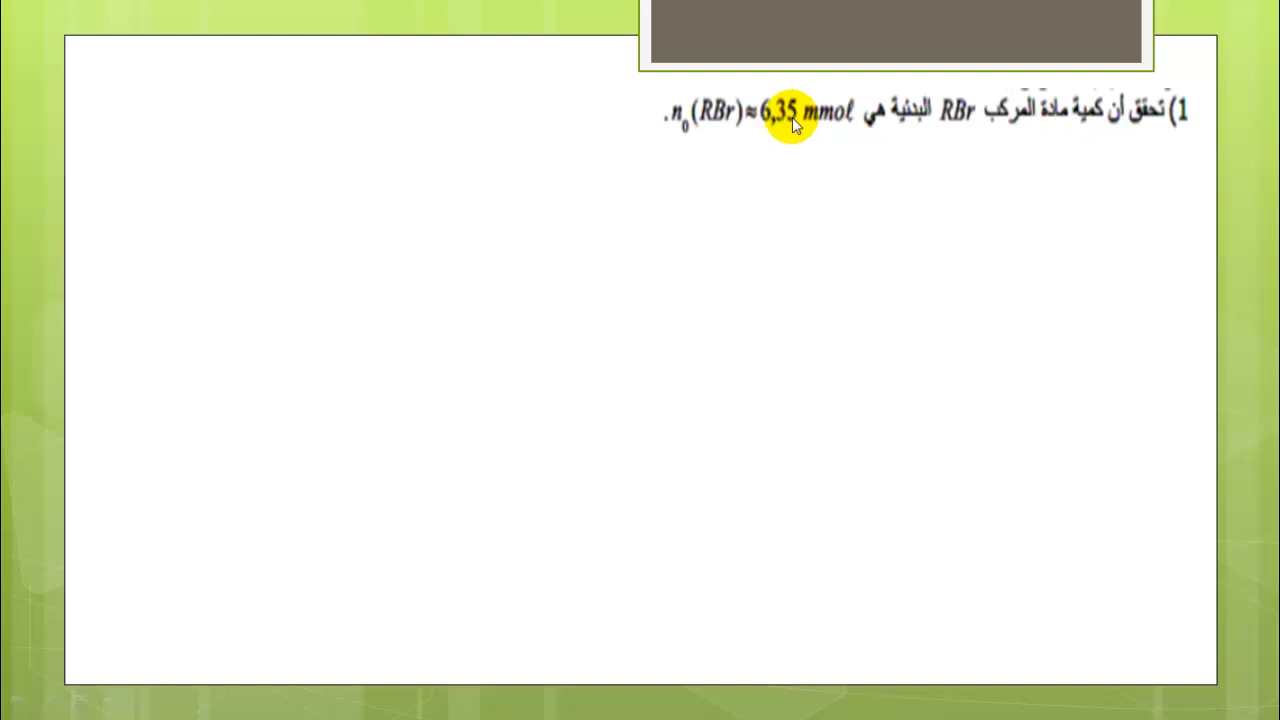 1) تحقق أن كمية مادة المركب RBr البدئية هي n₀(RBr)≈6,35 mmoℓ .